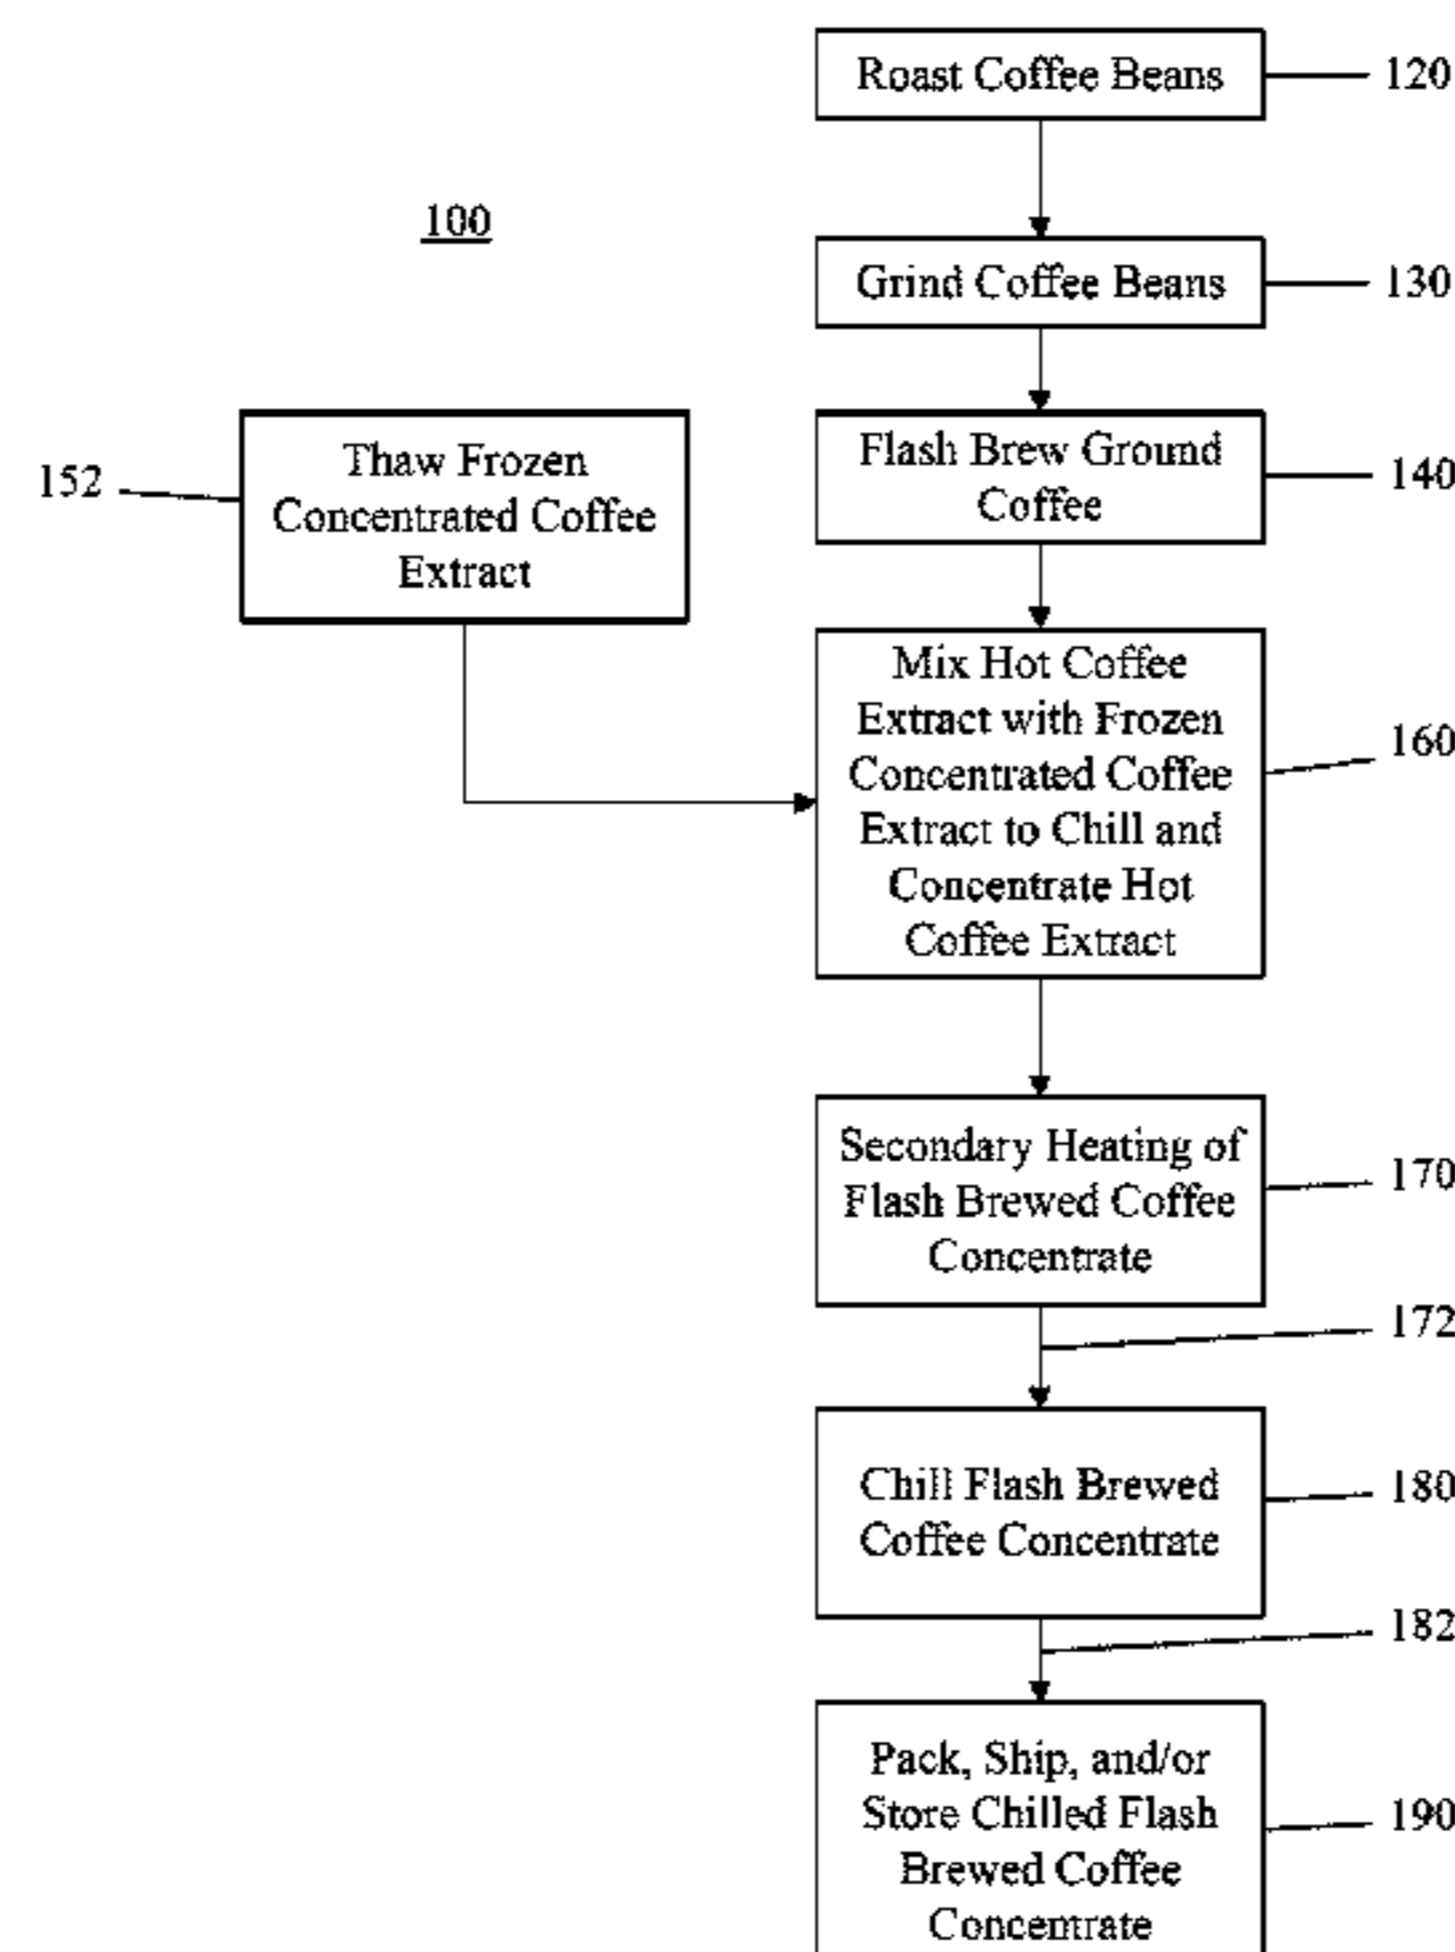 Roast Coffee Beans
120
100
Grind Coffee Beans
130
152
Thaw Frozen
Concentrated Coffee
Extract
Flash Brew Ground
Coffee
140
Mix Hot Coffee
Extract with Frozen
Concentrated Coffee
Extract to Chill and
Concentrate Hot
Coffee Extract
160
Secondary Heating of
Flash Brewed Coffee
Concentrate
170
172
Chill Flash Brewed
Coffee Concentrate
180
182
Pack, Ship, and/or
Store Chilled Flash
Brewed Coffee
Concentrate
190